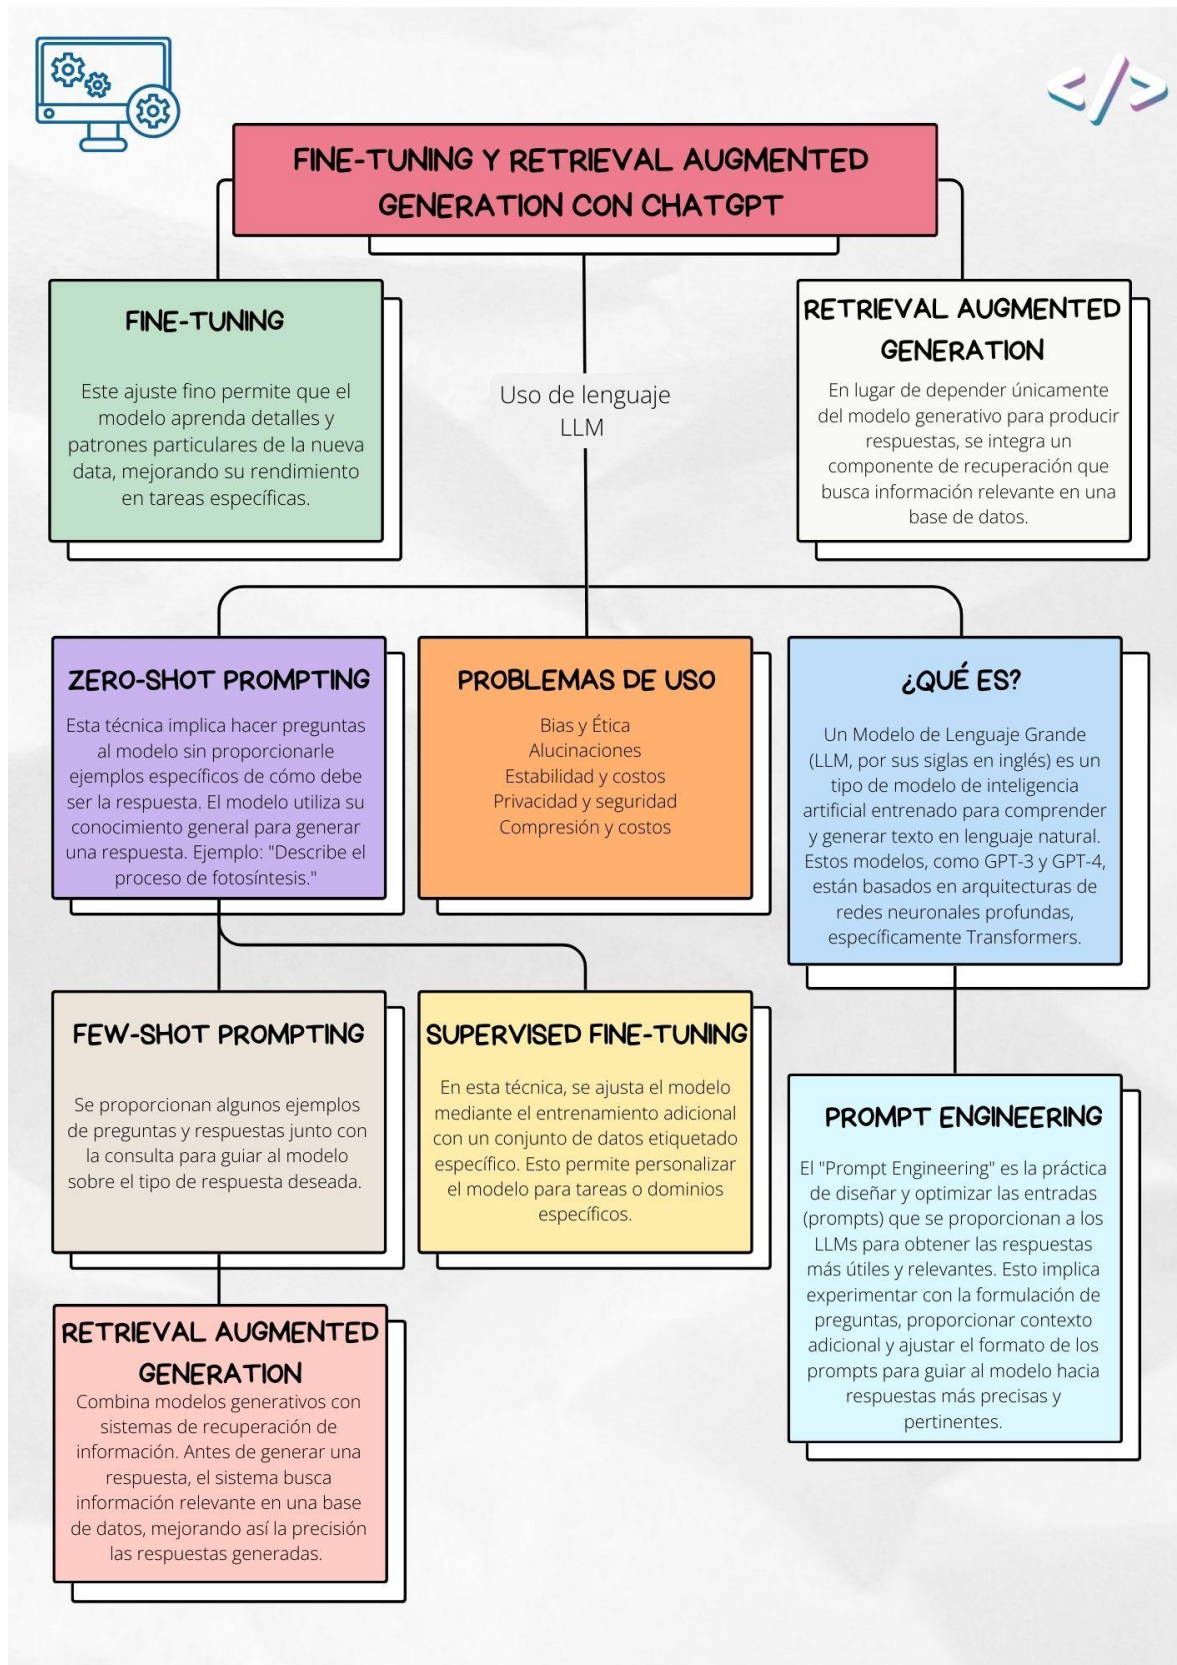 </>
FINE-TUNING Y RETRIEVAL AUGMENTED
GENERATION CON CHATGPT
FINE-TUNING
Este ajuste fino permite que el
modelo aprenda detalles y
patrones particulares de la nueva
data, mejorando su rendimiento
en tareas específicas.
Uso de lenguaje
LLM
RETRIEVAL AUGMENTED
GENERATION
En lugar de depender únicamente
del modelo generativo para producir
respuestas, se integra un
componente de recuperación que
busca información relevante en una
base de datos.
ZERO-SHOT PROMPTING
Esta técnica implica hacer preguntas
al modelo sin proporcionarle
ejemplos específicos de cómo debe
ser la respuesta. El modelo utiliza su
conocimiento general para generar
una respuesta. Ejemplo: "Describe el
proceso de fotosíntesis."
PROBLEMAS DE USO
Bias y Ética
Alucinaciones
Estabilidad y costos
Privacidad y seguridad
Compresión y costos
¿QUÉ ES?
Un Modelo de Lenguaje Grande
(LLM, por sus siglas en inglés) es un
tipo de modelo de inteligencia
artificial entrenado para comprender
y generar texto en lenguaje natural.
Estos modelos, como GPT-3 y GPT-4,
están basados en arquitecturas de
redes neuronales profundas,
específicamente Transformers.
FEW-SHOT PROMPTING
Se proporcionan algunos ejemplos
de preguntas y respuestas junto con
la consulta para guiar al modelo
sobre el tipo de respuesta deseada.
SUPERVISED FINE-TUNING
En esta técnica, se ajusta el modelo
mediante el entrenamiento adicional
con un conjunto de datos etiquetado
específico. Esto permite personalizar
el modelo para tareas o dominios
específicos.
PROMPT ENGINEERING
El "Prompt Engineering" es la práctica
de diseñar y optimizar las entradas
(prompts) que se proporcionan a los
LLMs para obtener las respuestas
más útiles y relevantes. Esto implica
experimentar con la formulación de
preguntas, proporcionar contexto
adicional y ajustar el formato de los
prompts para guiar al modelo hacia
respuestas más precisas y
pertinentes.
RETRIEVAL AUGMENTED
GENERATION
Combina modelos generativos con
sistemas de recuperación de
información. Antes de generar una
respuesta, el sistema busca
información relevante en una base
de datos, mejorando así la precisión
las respuestas generadas.